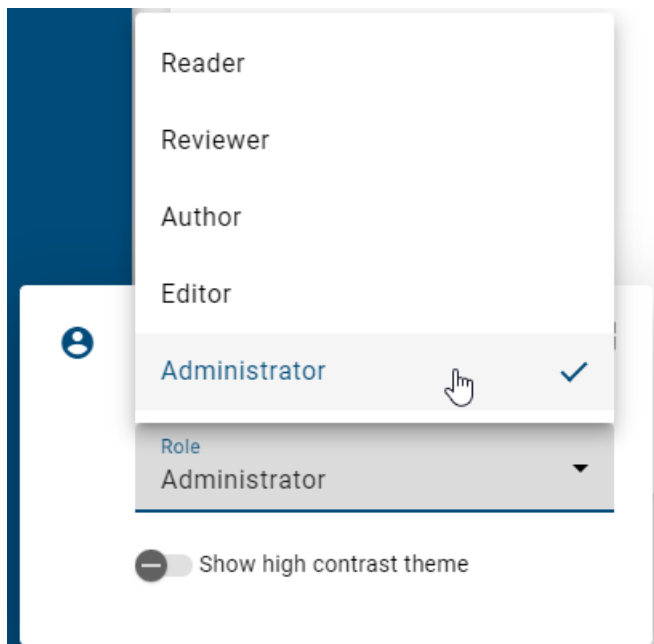 Reader
Reviewer
Author
Editor
Administrator
Role
Administrator
Show high contrast theme